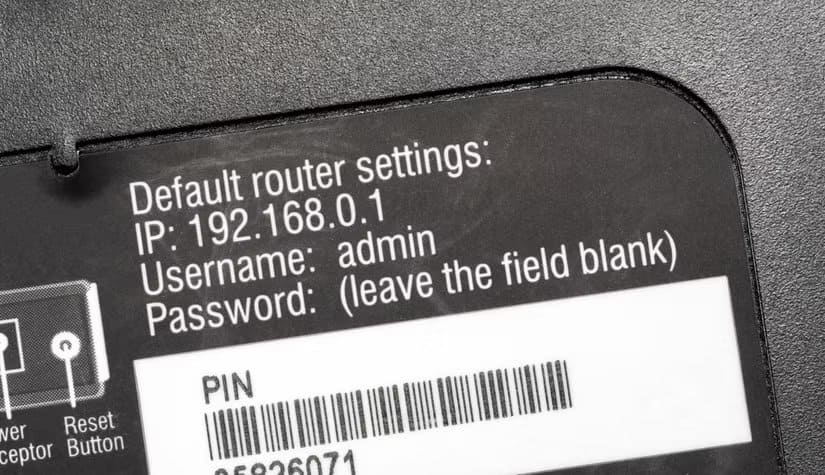 Default router settings:
IP: 192.168.0.1
Username: admin
Password: (leave the field blank)
PIN
Reset
Button